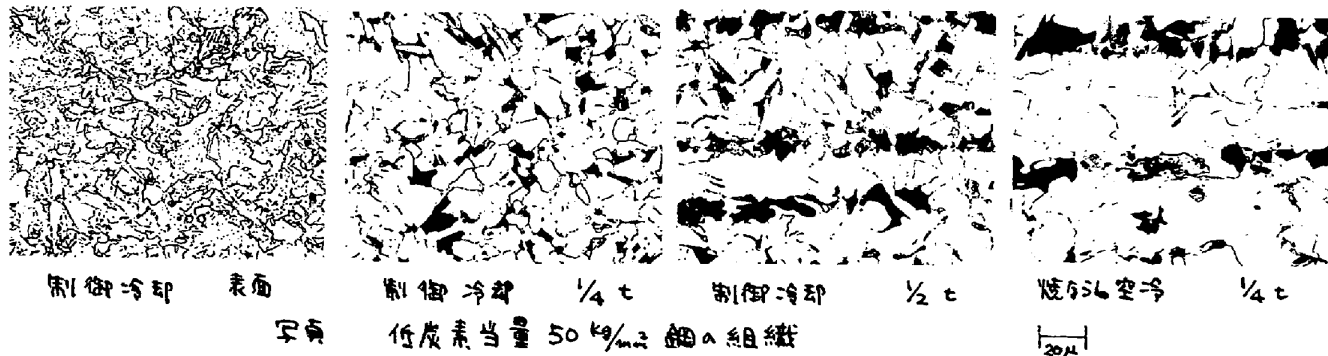 制御冷却 表面
制御冷却 1/4 t
制御冷却 1/2 t
焼ならし空冷 1/4 t
写真 低炭素当量 50 kg/mm² 鋼の組織
20μ